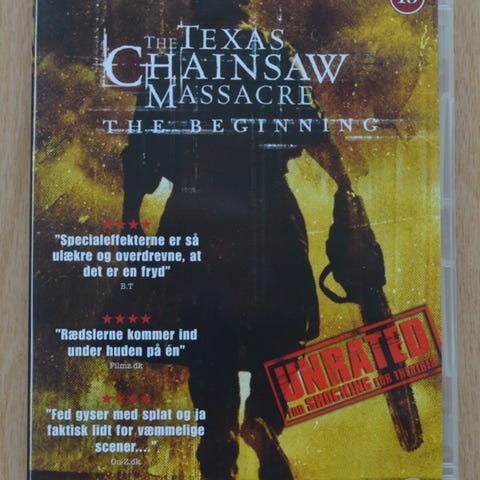 THE TEXAS
CHAINSAW
MASSACRE
THE BEGINNING
"Specialeffekterne er så
ulækre og overdrevne, at
det er en fryd"
B.T
"Rædslerne kommer ind
under huden på én"
Filmz.dk
"Fed gyser med splat og ja
faktisk lidt for væmmelige
scener...."
On-Z.dk
UNRATED
TOO SHOCKING FOR THEATRES